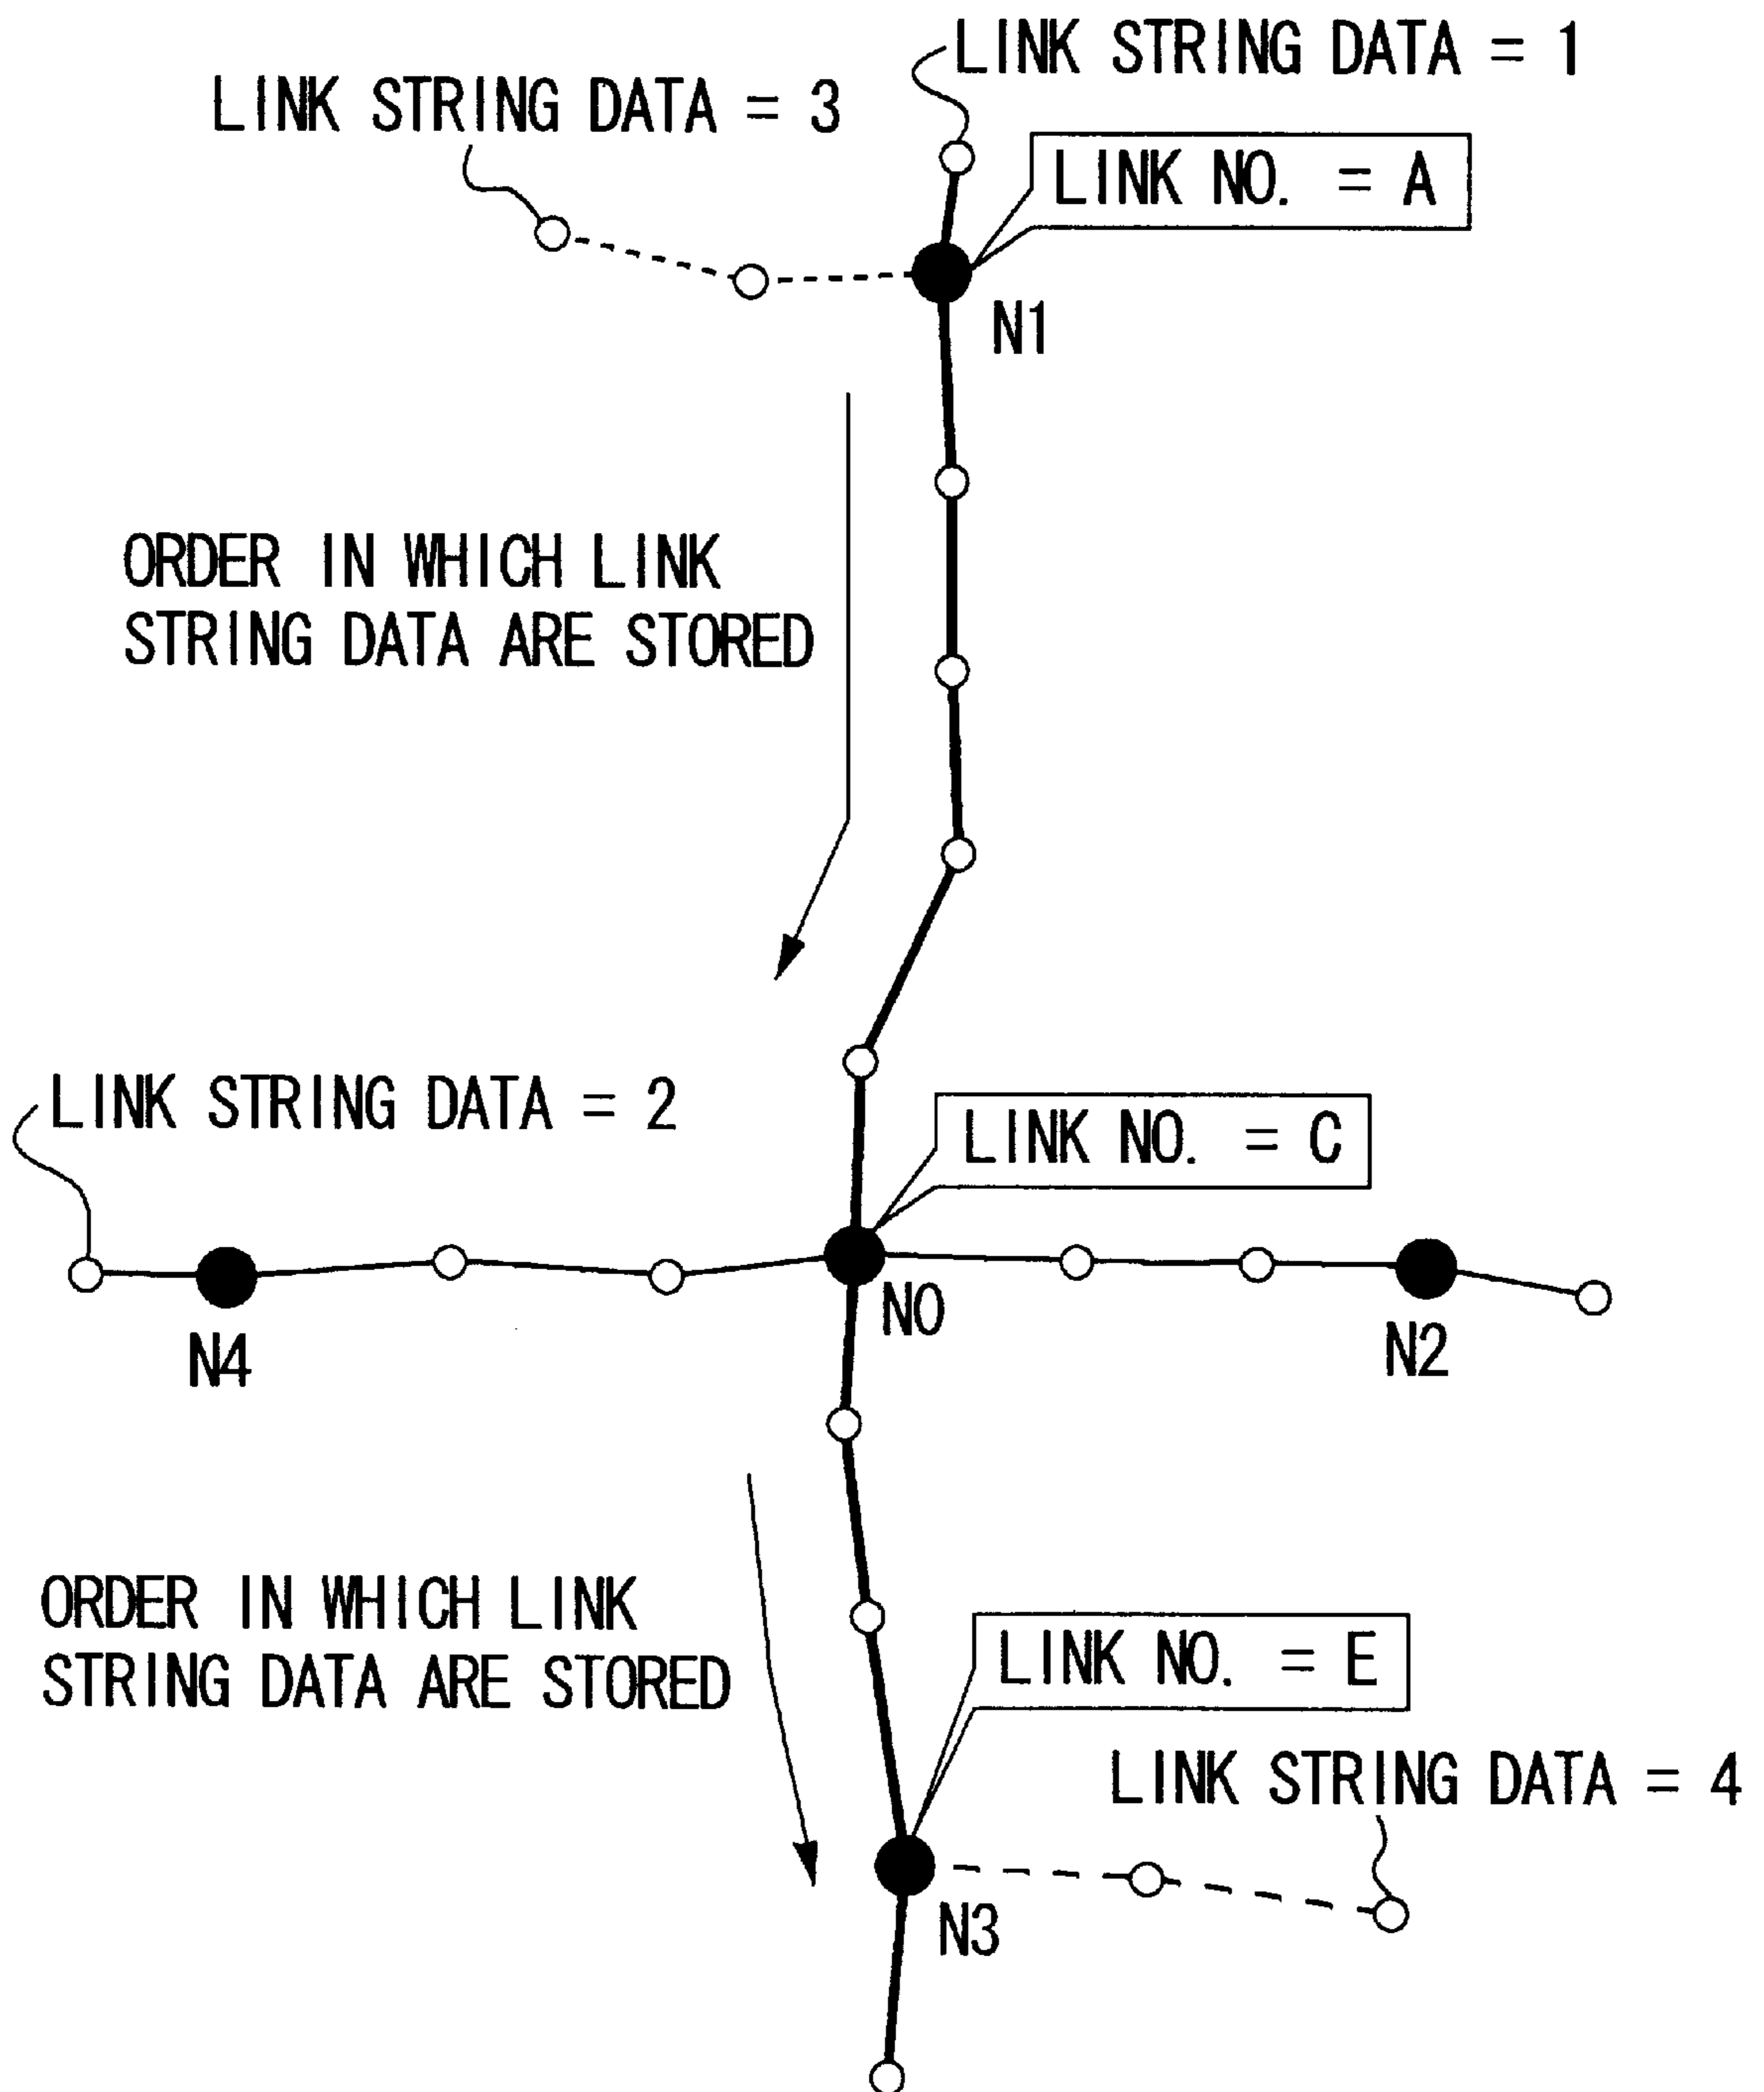 LINK STRING DATA = 1
LINK STRING DATA = 3
LINK NO. = A
N1
ORDER IN WHICH LINK
STRING DATA ARE STORED
LINK STRING DATA = 2
LINK NO. = C
N0
N4
N2
ORDER IN WHICH LINK
STRING DATA ARE STORED
LINK NO. = E
LINK STRING DATA = 4
N3